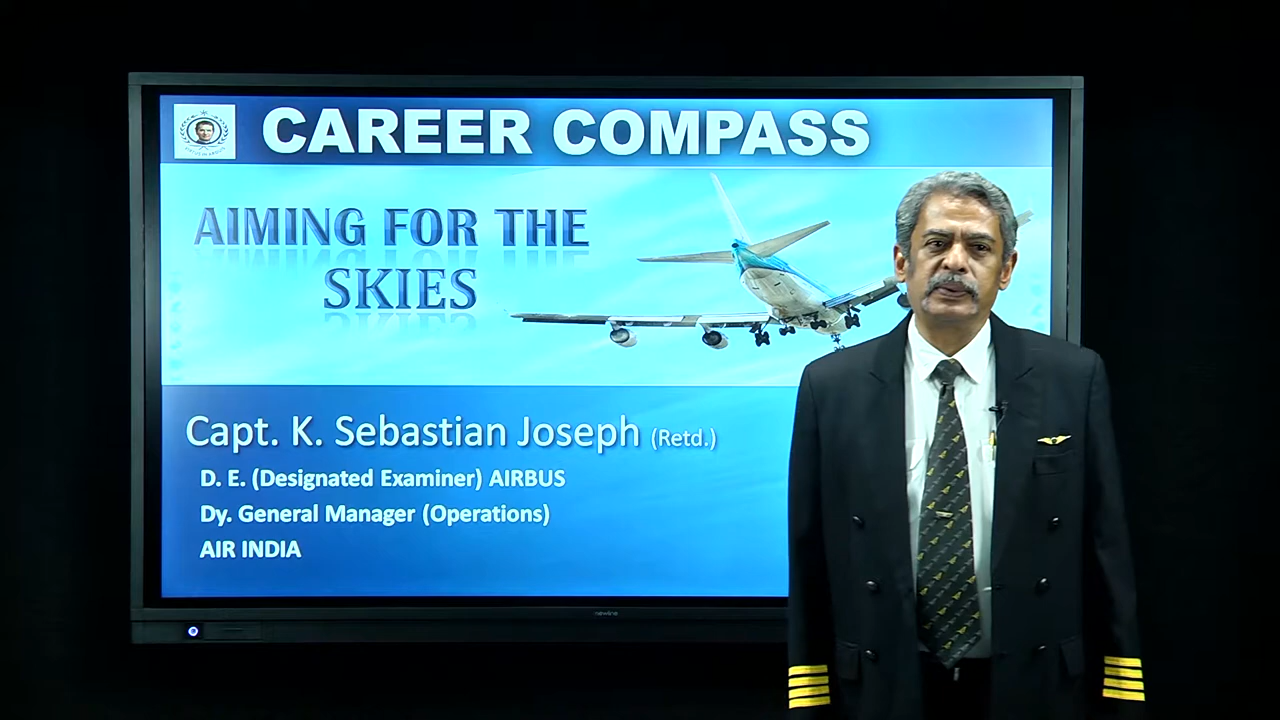 CAREER COMPASS
AIMING FOR THE
SKIES
Capt. K. Sebastian Joseph (Retd.)
D. E. (Designated Examiner) AIRBUS
Dy. General Manager (Operations)
AIR INDIA
newline